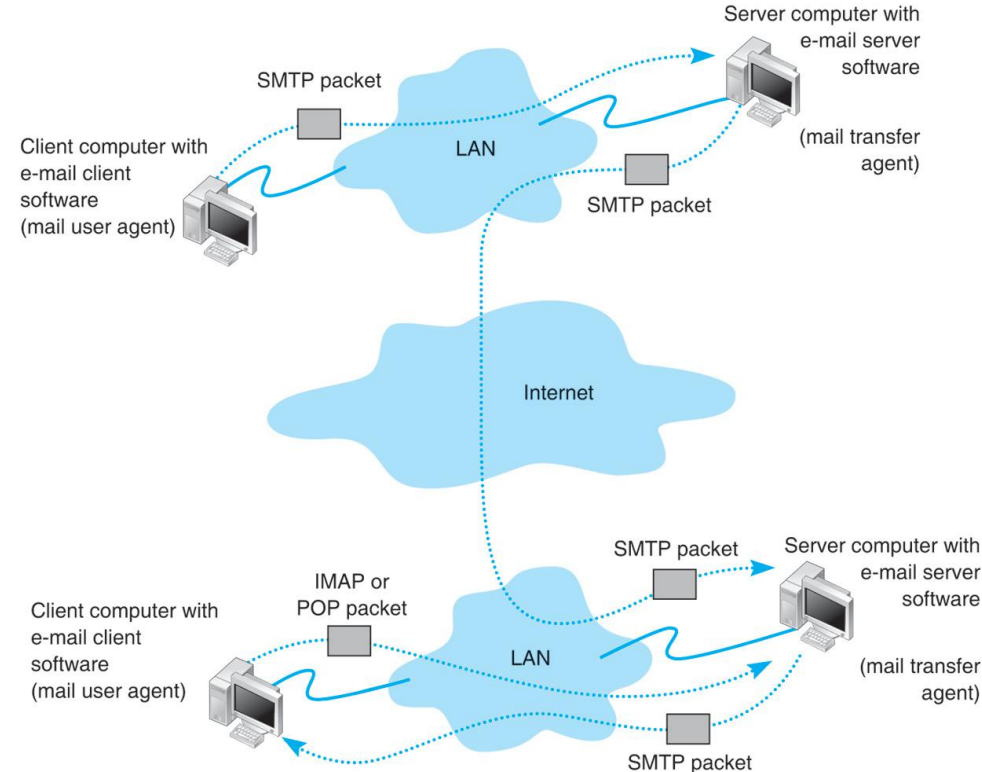 Server computer with
e-mail server
software
(mail transfer
agent)
SMTP packet
LAN
Client computer with
e-mail client
software
(mail user agent)
SMTP packet
Internet
SMTP packet
Server computer with
e-mail server
software
(mail transfer
agent)
IMAP or
POP packet
Client computer with
e-mail client
software
(mail user agent)
LAN
SMTP packet